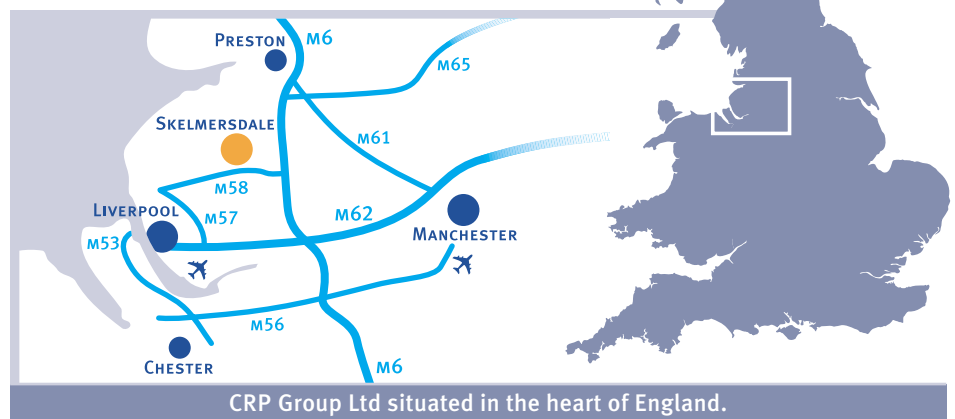 PRESTON
M6
M65
SKELMERSDALE
M61
M58
LIVERPOOL
M57
M62
MANCHESTER
M53
M56
CHESTER
M6
CRP Group Ltd situated in the heart of England.